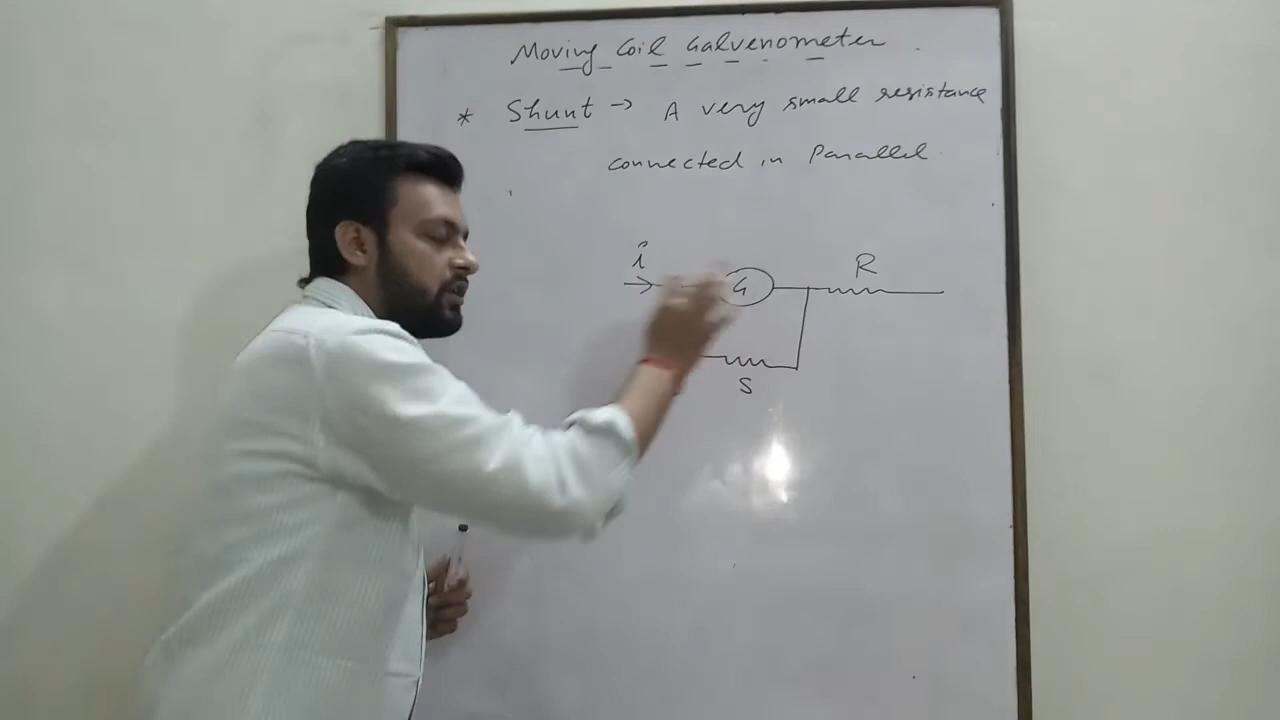 Moving Coil Galvenometer
* Shunt → A very small resistance
connected in Parallel
i
G
R
S